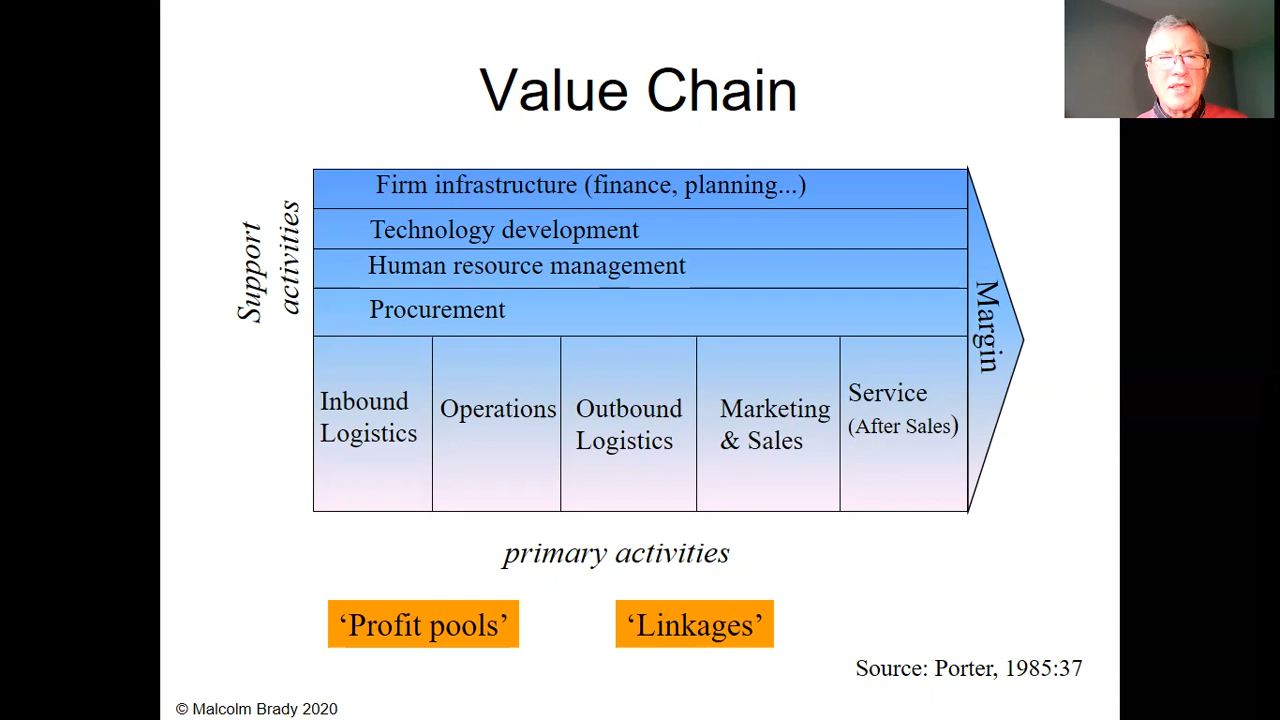 Value Chain
Support
activities
Firm infrastructure (finance, planning...)
Technology development
Human resource management
Procurement
Inbound
Logistics
Operations
Outbound
Logistics
Marketing
& Sales
Service
(After Sales)
Margin
primary activities
‘Profit pools’
‘Linkages’
Source: Porter, 1985:37
© Malcolm Brady 2020